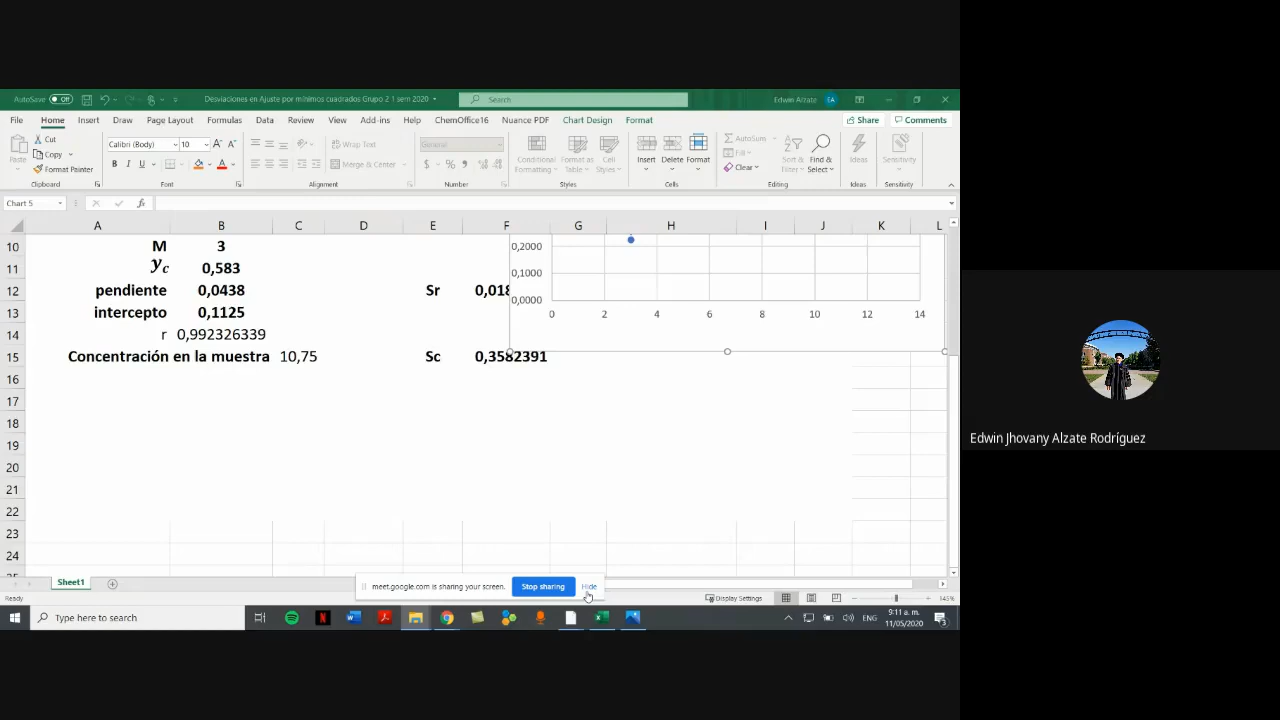 AutoSave Off
Desviaciones en Ajuste por mínimos cuadrados Grupo 2 1 sem 2020
Search
Edwin Alzate EA
File Home Insert Draw Page Layout Formulas Data Review View Add-ins Help ChemOffice16 Nuance PDF Chart Design Format Share Comments
Paste
Cut
Copy
Format Painter
Calibri (Body) 10
B I U
Wrap Text
Merge & Center
General
Conditional Formatting
Format as Table
Cell Styles
Insert Delete Format
AutoSum
Fill
Clear
Sort & Filter
Find & Select
Ideas
Sensitivity
Clipboard Font Alignment Number Styles Cells Editing Ideas Sensitivity
Chart 5 fx
A B C D E F G H I J K L
10 M 3 0,2000
11 yc 0,583 0,1000
12 pendiente 0,0438 Sr 0,018 0,0000
13 intercepto 0,1125 0 2 4 6 8 10 12 14
14 r 0,992326339
15 Concentración en la muestra 10,75 Sc 0,3582391
16
17
18
19
20
21
22
23
24
Sheet1
meet.google.com is sharing your screen. Stop sharing Hide
Ready
Display Settings
145%
Type here to search
ENG
9:11 a. m.
11/05/2020
3
Edwin Jhovany Alzate Rodríguez